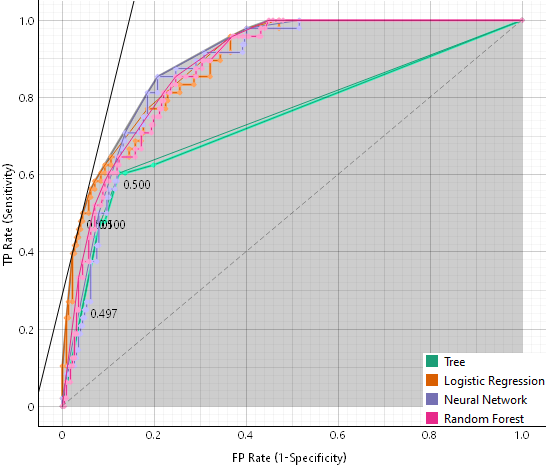 1.0
0.8
0.6
0.4
0.2
0
TP Rate (Sensitivity)
0.500
0.497
Tree
Logistic Regression
Neural Network
Random Forest
0
0.2
0.4
0.6
0.8
1.0
FP Rate (1-Specificity)